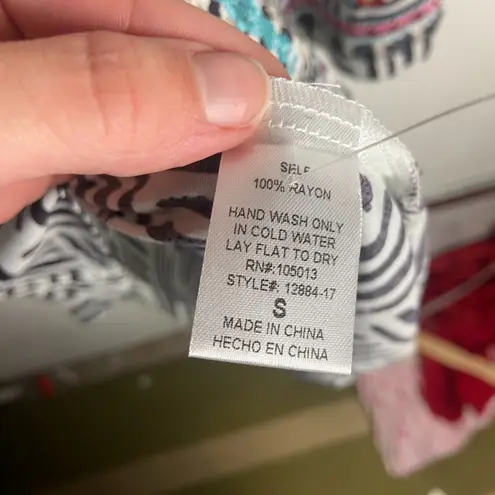 SELF
100% RAYON
HAND WASH ONLY
IN COLD WATER
LAY FLAT TO DRY
RN#:105013
STYLE#: 12884-17
S
MADE IN CHINA
HECHO EN CHINA